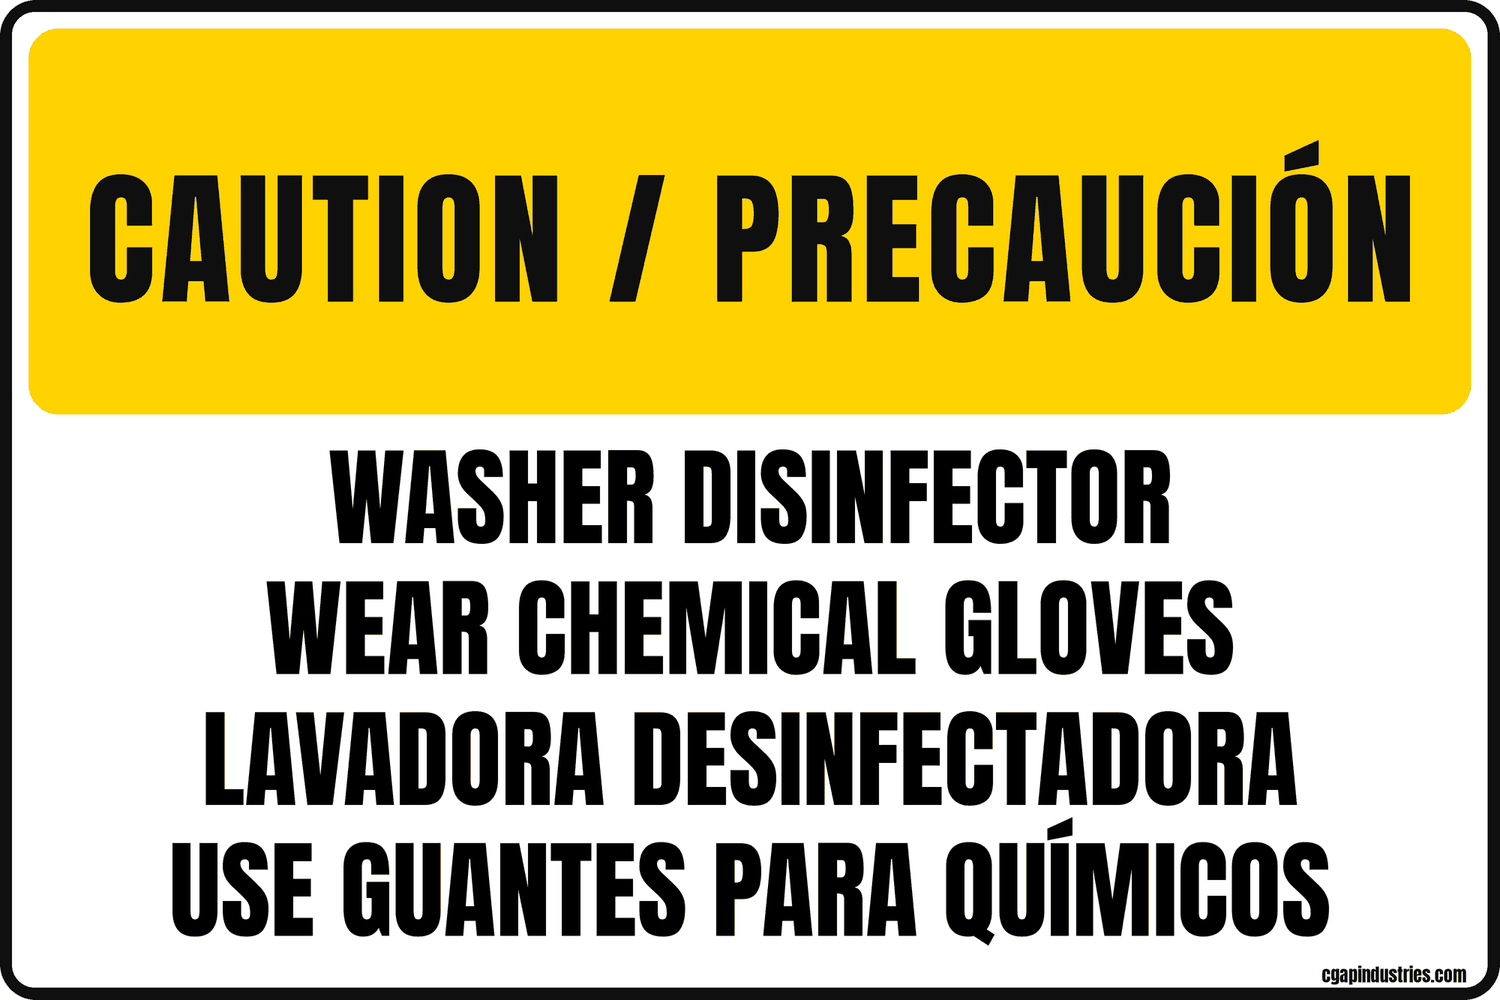 CAUTION / PRECAUCIÓN
WASHER DISINFECTOR
WEAR CHEMICAL GLOVES
LAVADORA DESINFECTADORA
USE GUANTES PARA QUÍMICOS
cgapindustries.com